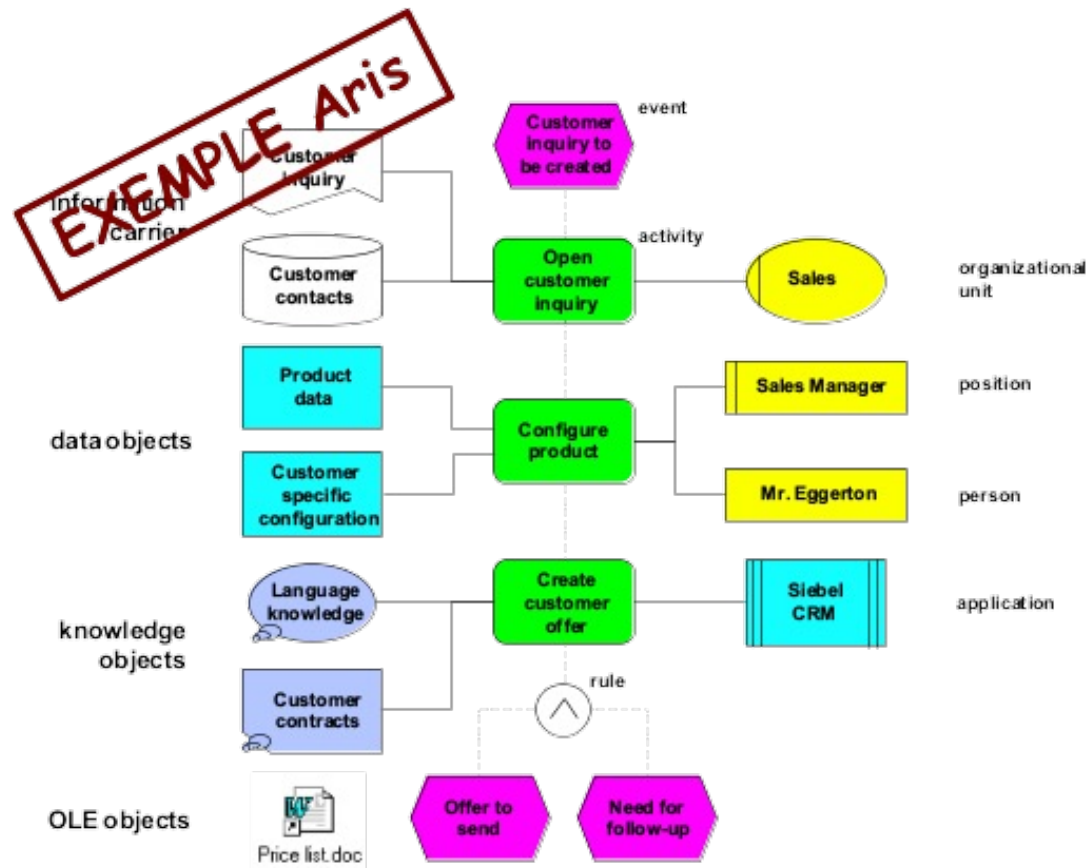 EXEMPLE Aris
event
Customer
inquiry to
be created
Customer
inquiry
information
carrier
activity
Open
customer
inquiry
Customer
contacts
Sales
organizational
unit
Product
data
Sales Manager
position
data objects
Configure
product
Customer
specific
configuration
Mr. Eggerton
person
Language
knowledge
Create
customer
offer
Siebel
CRM
application
knowledge
objects
rule
Customer
contracts
OLE objects
Price list.doc
Offer to
send
Need for
follow-up